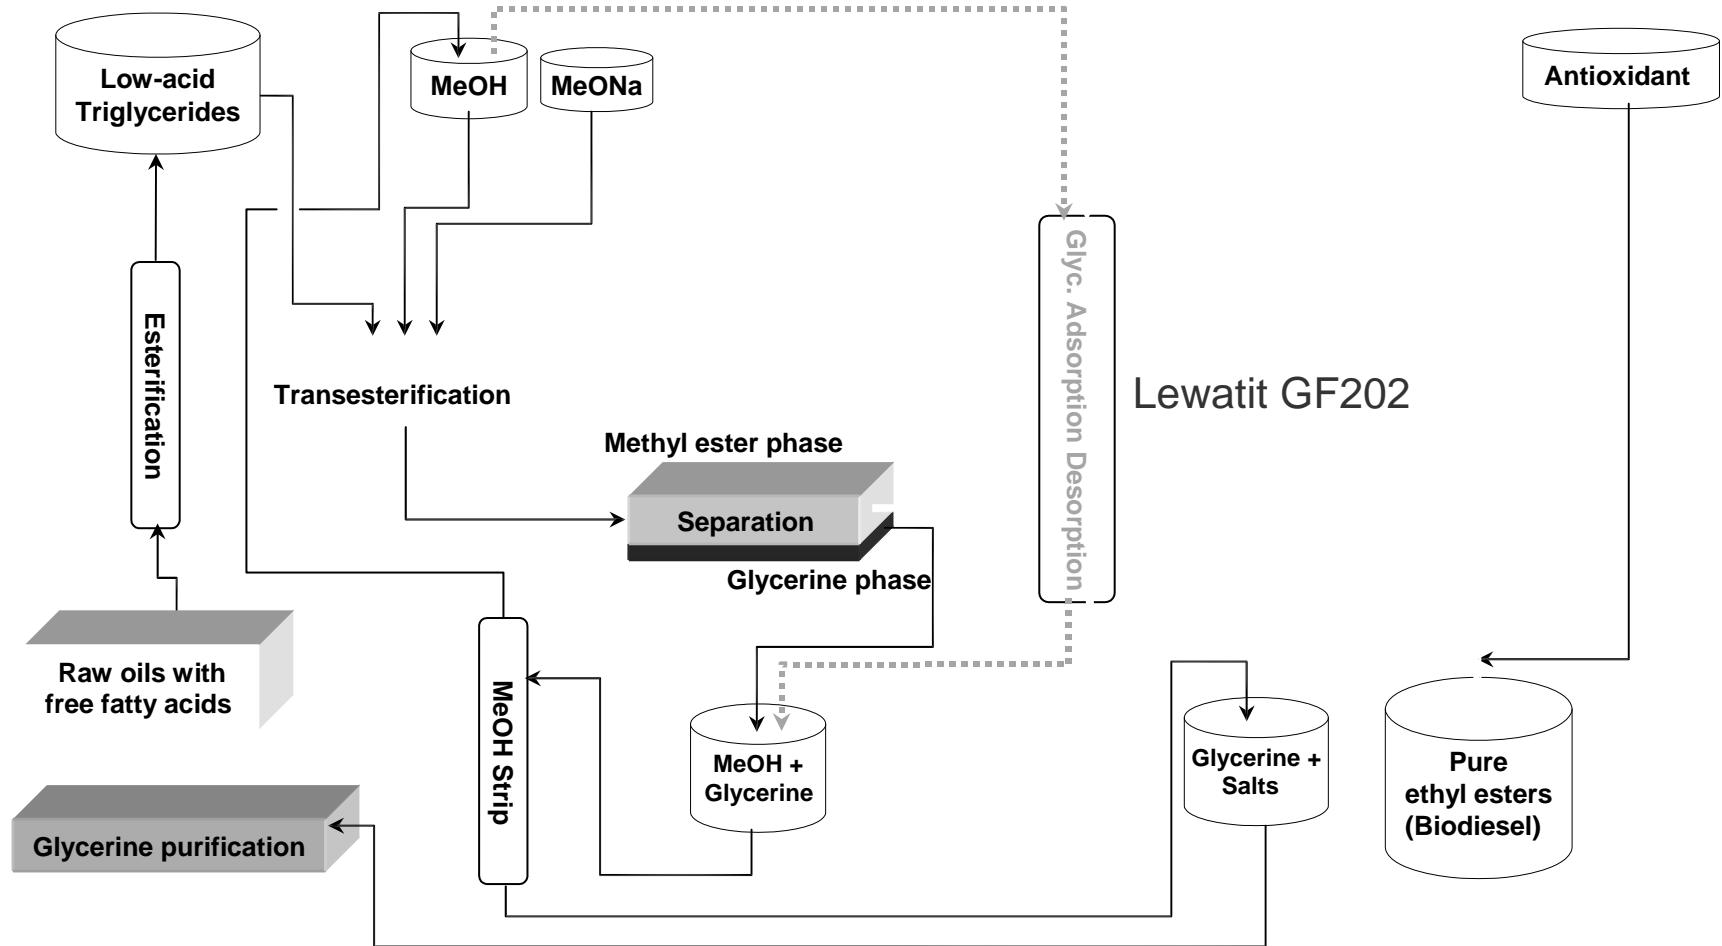 Low-acid
Triglycerides
MeOH
MeONa
Antioxidant
Esterification
Glyc. Adsorption Desorption
Transesterification
Lewatit GF202
Methyl ester phase
Separation
Glycerine phase
Raw oils with
free fatty acids
MeOH Strip
MeOH +
Glycerine
Glycerine +
Salts
Pure
ethyl esters
(Biodiesel)
Glycerine purification